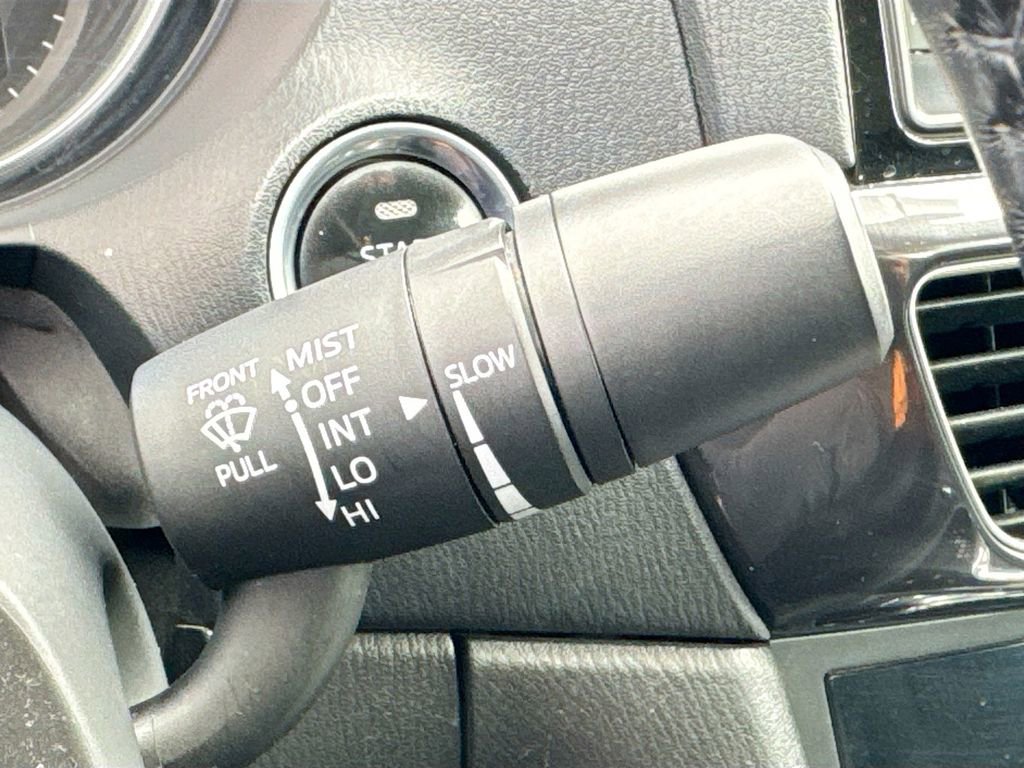 FRONT
PULL
MIST
OFF
INT
LO
HI
SLOW